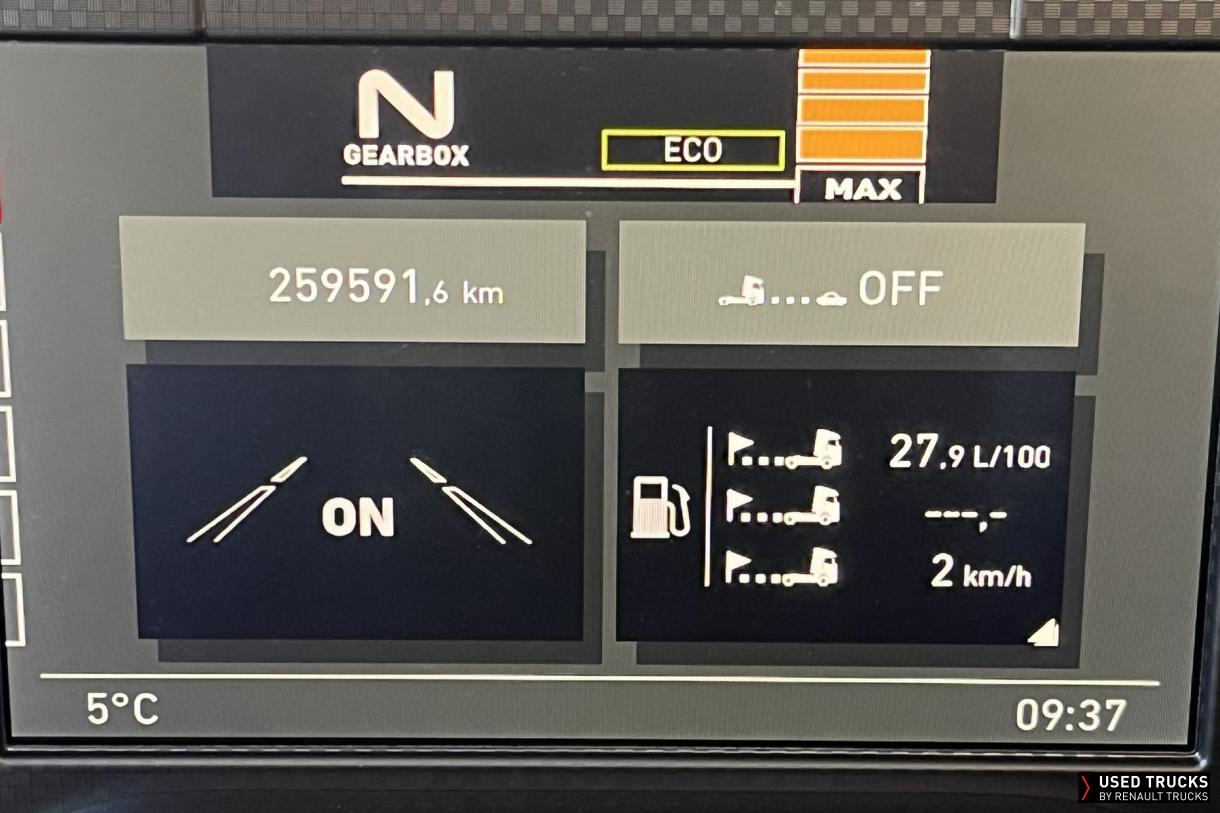 N
GEARBOX
ECO
MAX
259591,6 km
OFF
ON
27,9 L/100
---,-
2 km/h
5°C
09:37
USED TRUCKS
BY RENAULT TRUCKS